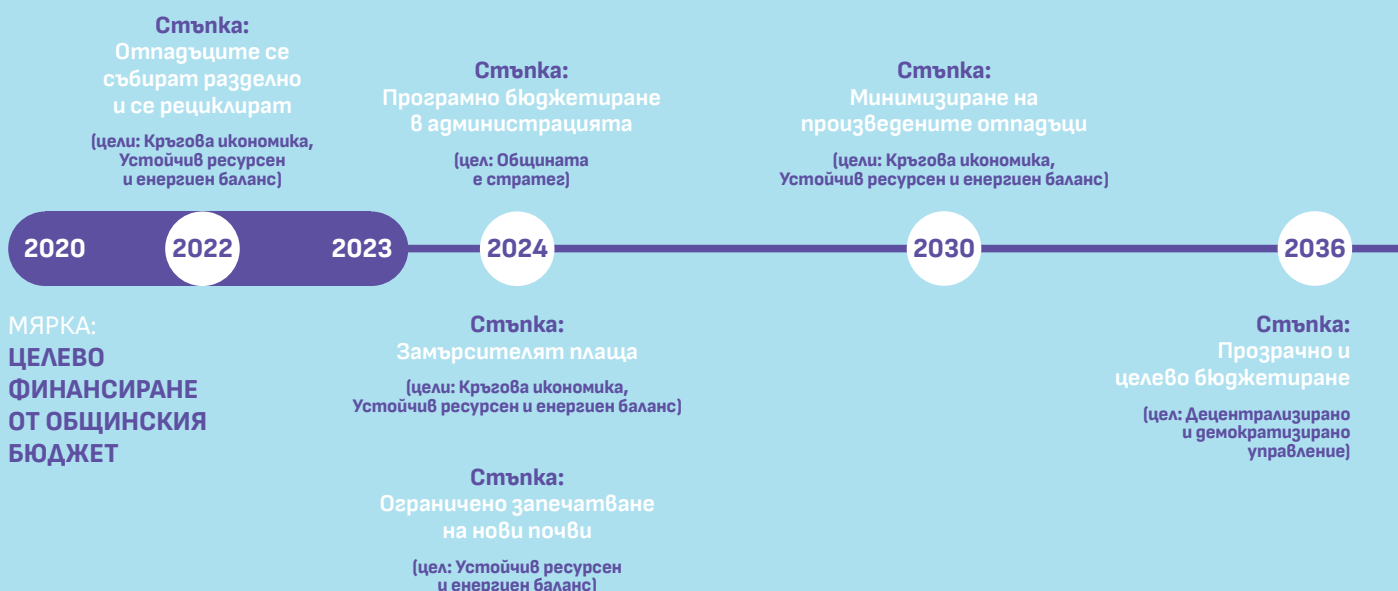 Стъпка:
Отпадъците се
събират разделно
и се рециклират
(цели: Кръгова икономика,
Устойчив ресурсен
и енергиен баланс)
Стъпка:
Програмно бюджетиране
в администрацията
(цел: Общината
е стратег)
Стъпка:
Минимизиране на
произведените отпадъци
(цели: Кръгова икономика,
Устойчив ресурсен и енергиен баланс)
2020 2022 2023 2024 2030 2036
МЯРКА:
ЦЕЛЕВО
ФИНАНСИРАНЕ
ОТ ОБЩИНСКИЯ
БЮДЖЕТ
Стъпка:
Замърсителят плаща
(цели: Кръгова икономика,
Устойчив ресурсен и енергиен баланс)
Стъпка:
Ограничено запечатване
на нови почви
(цел: Устойчив ресурсен
и енергиен баланс)
Стъпка:
Прозрачно и
целево бюджетиране
(цел: Децентрализирано
и демократизирано
управление)